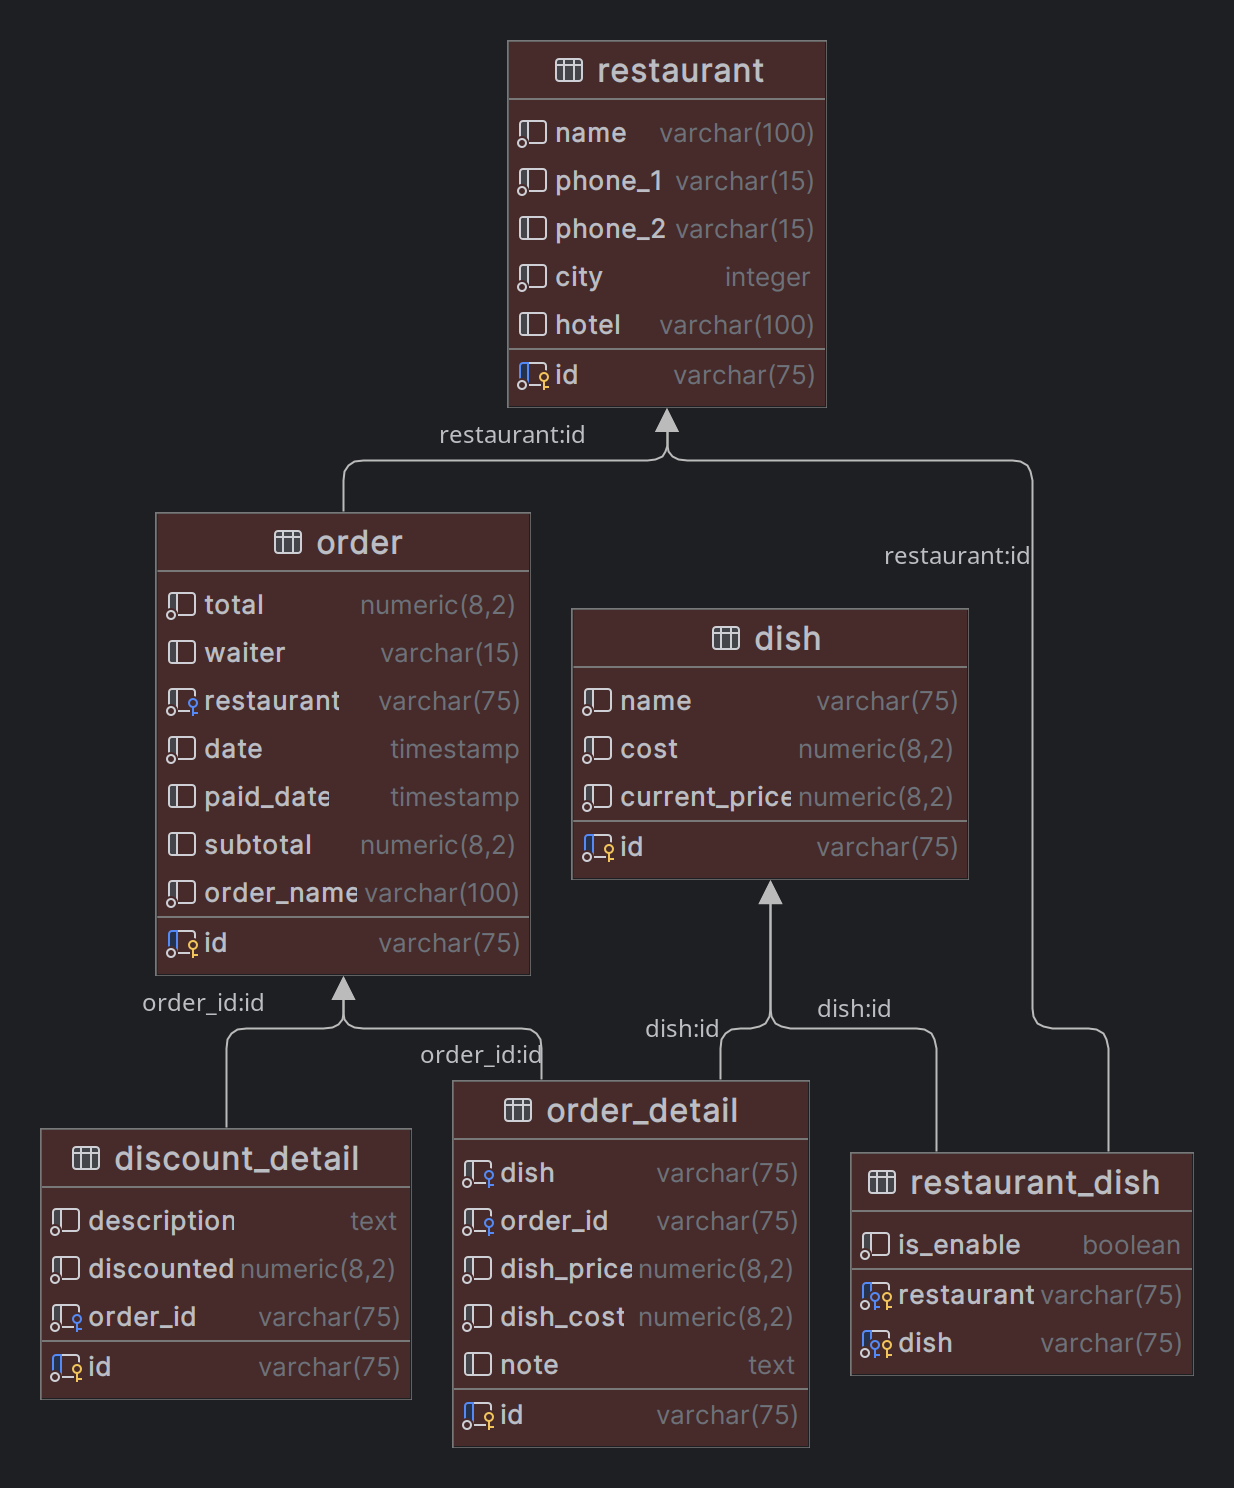 restaurant
name varchar(100)
phone_1 varchar(15)
phone_2 varchar(15)
city integer
hotel varchar(100)
id varchar(75)
restaurant:id
restaurant:id
order
total numeric(8,2)
waiter varchar(15)
restaurant varchar(75)
date timestamp
paid_date timestamp
subtotal numeric(8,2)
order_name varchar(100)
id varchar(75)
dish
name varchar(75)
cost numeric(8,2)
current_price numeric(8,2)
id varchar(75)
order_id:id
order_id:id
dish:id
dish:id
discount_detail
description text
discounted numeric(8,2)
order_id varchar(75)
id varchar(75)
order_detail
dish varchar(75)
order_id varchar(75)
dish_price numeric(8,2)
dish_cost numeric(8,2)
note text
id varchar(75)
restaurant_dish
is_enable boolean
restaurant varchar(75)
dish varchar(75)